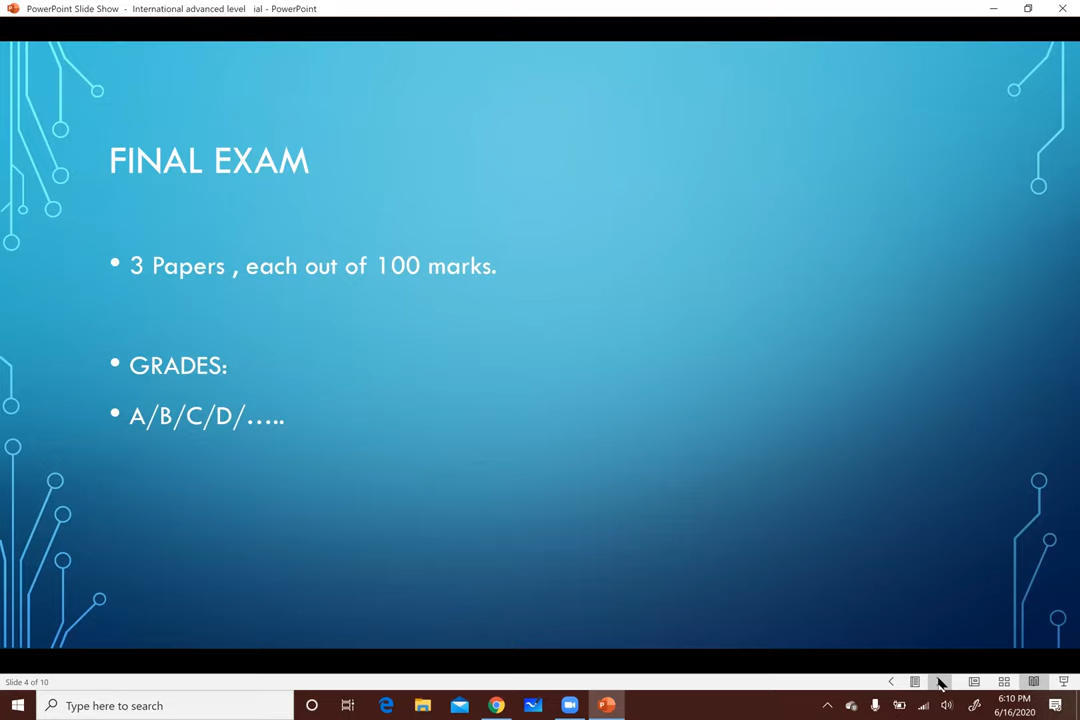 PowerPoint Slide Show - International advanced level ial - PowerPoint
FINAL EXAM
• 3 Papers , each out of 100 marks.
• GRADES:
• A/B/C/D/.....
Slide 4 of 10
Type here to search
6:10 PM
6/16/2020